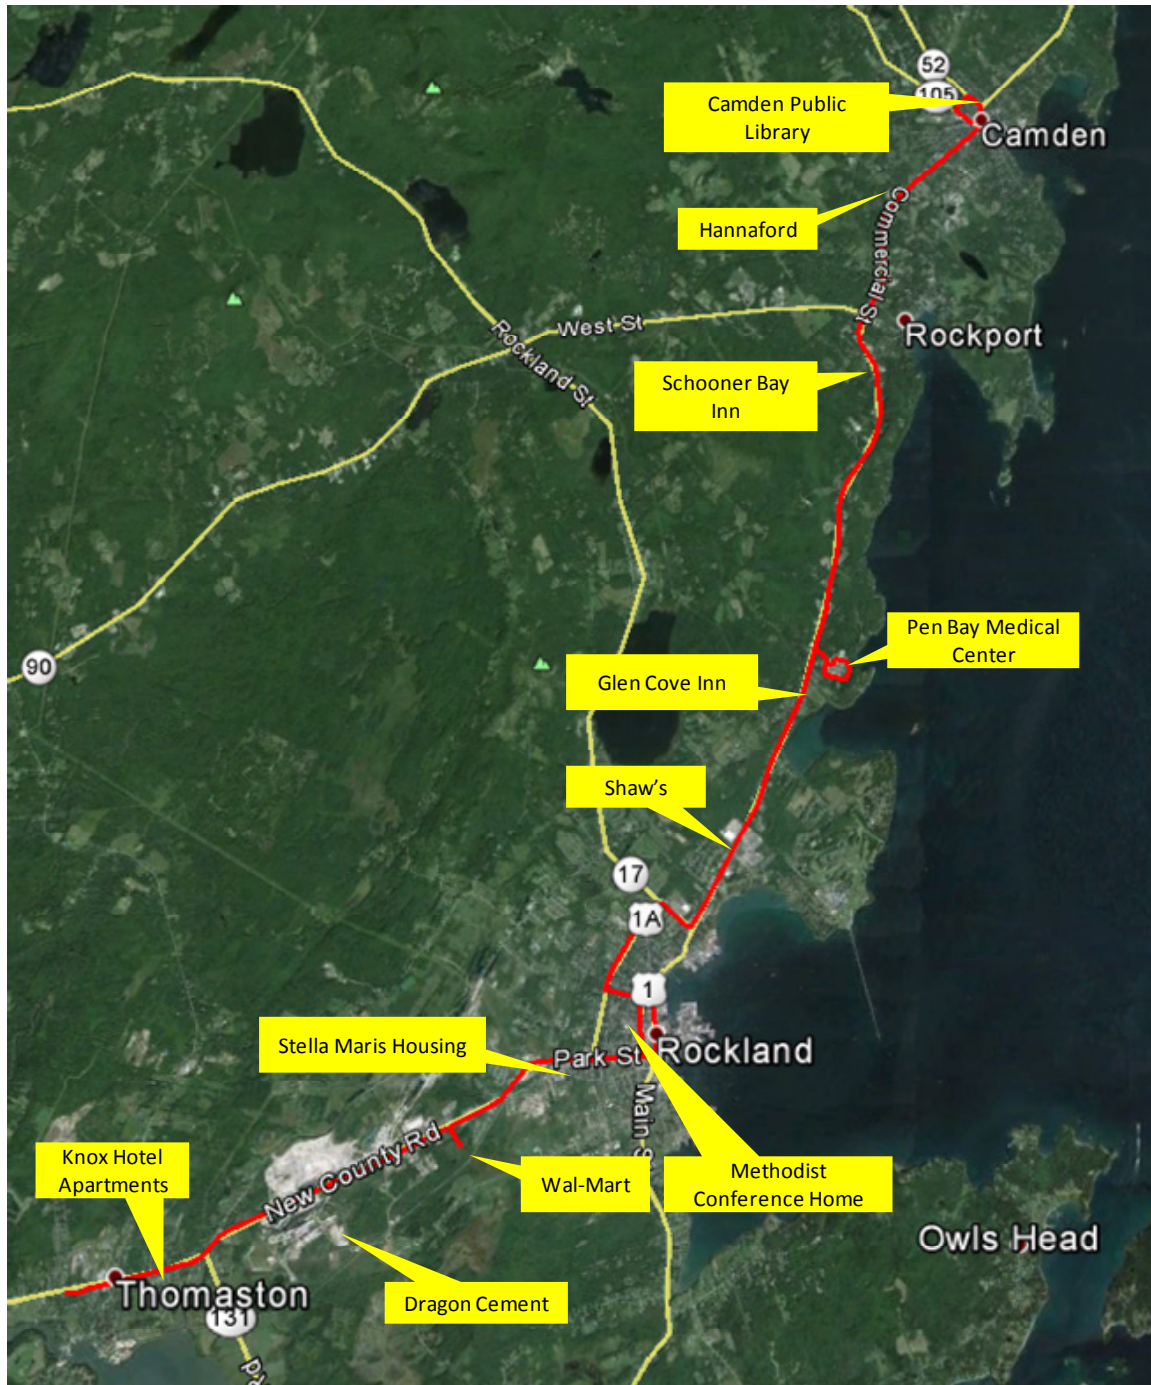 52
105
Camden Public
Library
Camden
Hannaford
Commercial St
West St
Rockport
Rockland St
Schooner Bay
Inn
90
Pen Bay Medical
Center
Glen Cove Inn
Shaw's
17
1A
1
Stella Maris Housing
Park St
Rockland
Main St
Knox Hotel
Apartments
New County Rd
Wal-Mart
Methodist
Conference Home
Owls Head
Thomaston
Dragon Cement
131
Rd